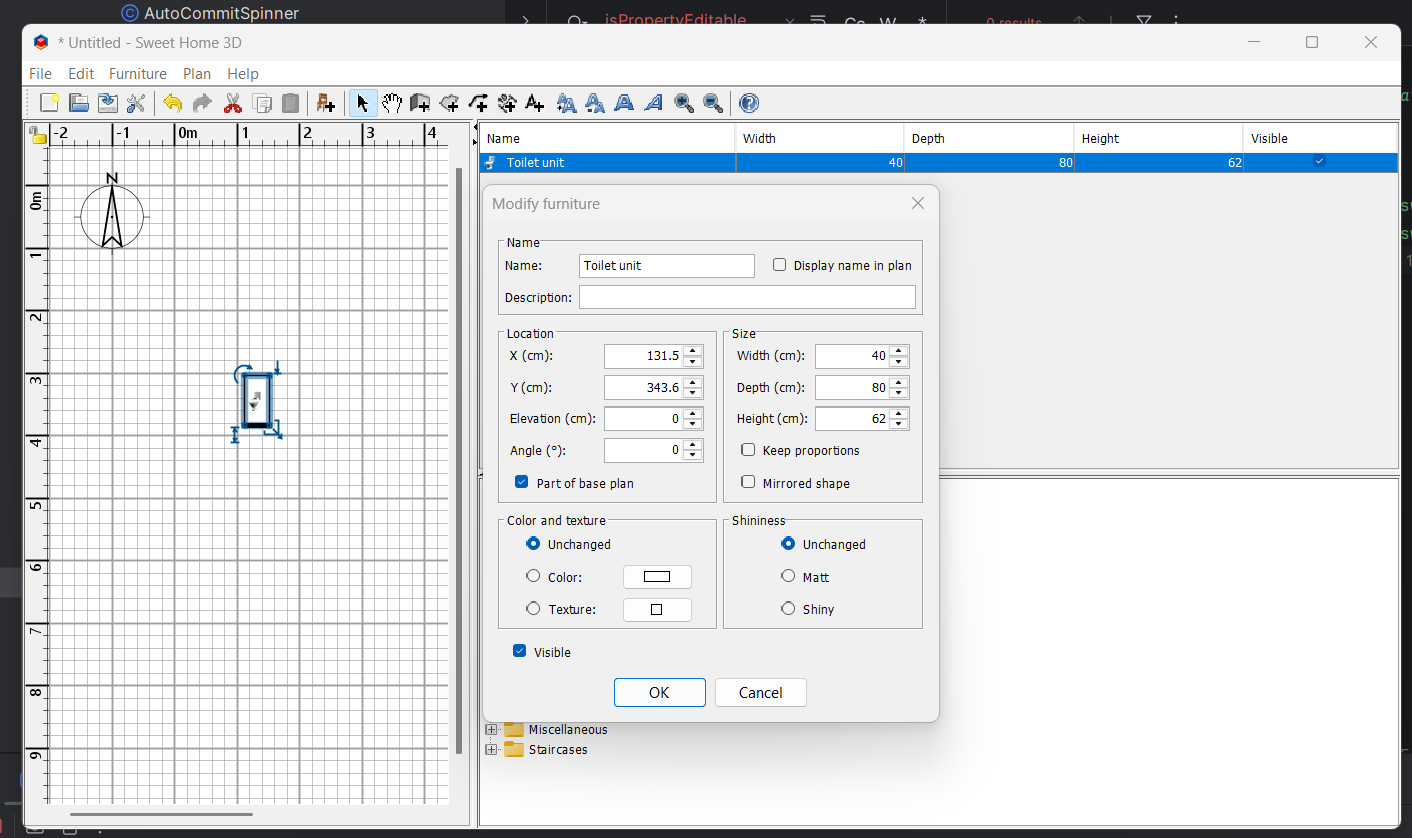 AutoCommitSpinner
isPropertyEditable
Cc W .*
0 results
* Untitled - Sweet Home 3D
File Edit Furniture Plan Help
-2 -1 0m 1 2 3 4
Name Width Depth Height Visible
Toilet unit 40 80 62
N
0m
1
2
3
4
5
6
7
8
9
Modify furniture
Name
Name: Toilet unit Display name in plan
Description:
Location
X (cm): 131.5
Y (cm): 343.6
Elevation (cm): 0
Angle (°): 0
Part of base plan
Size
Width (cm): 40
Depth (cm): 80
Height (cm): 62
Keep proportions
Mirrored shape
Color and texture
Unchanged
Color:
Texture:
Shininess
Unchanged
Matt
Shiny
Visible
OK Cancel
Miscellaneous
Staircases